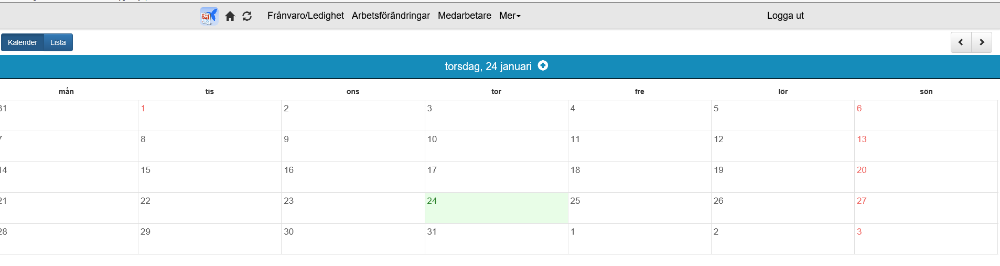 Frånvaro/Ledighet Arbetsförändringar Medarbetare Mer Logga ut
Kalender Lista
torsdag, 24 januari
mån tis ons tor fre lör sön
31 1 2 3 4 5 6
7 8 9 10 11 12 13
14 15 16 17 18 19 20
21 22 23 24 25 26 27
28 29 30 31 1 2 3